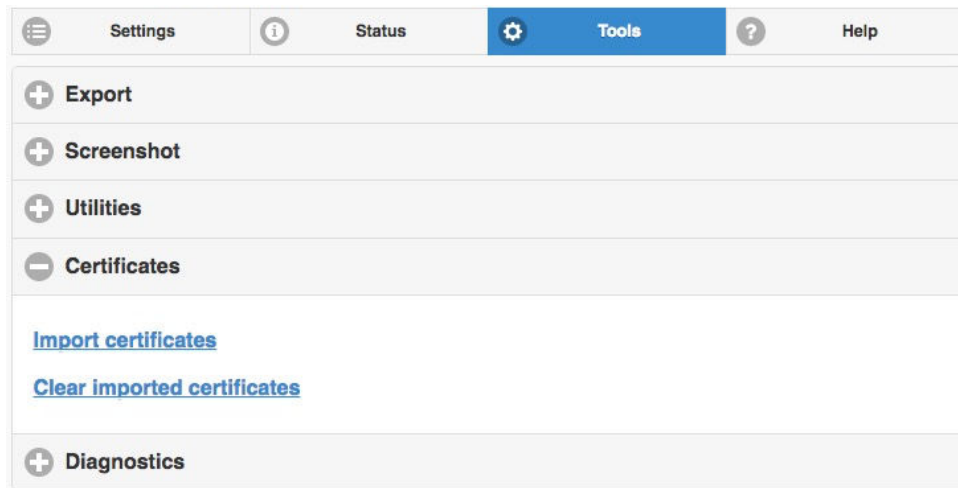 Settings Status Tools Help
Export
Screenshot
Utilities
Certificates
Import certificates
Clear imported certificates
Diagnostics